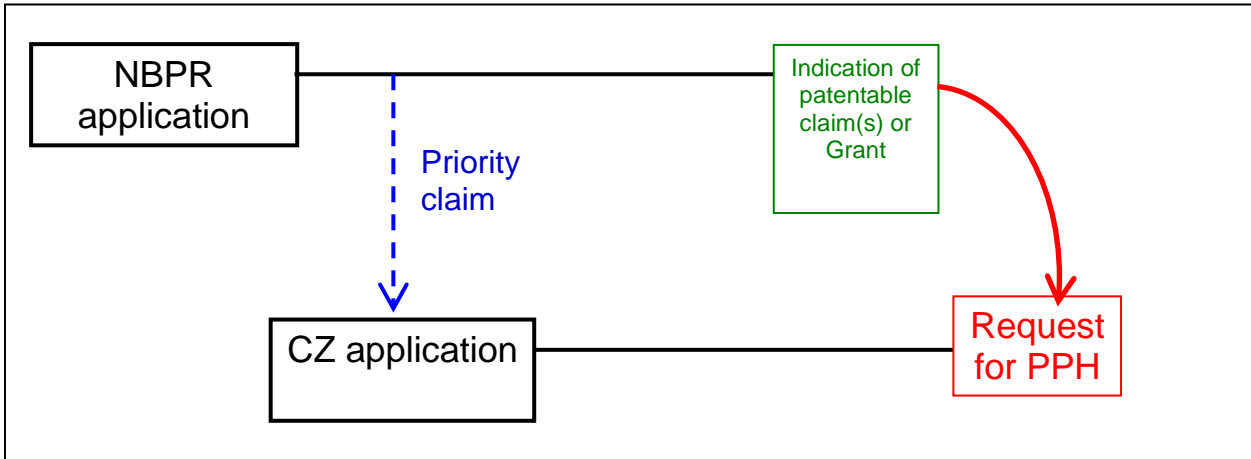 NBPR
application
Indication of
patentable
claim(s) or
Grant
Priority
claim
CZ application
Request
for PPH